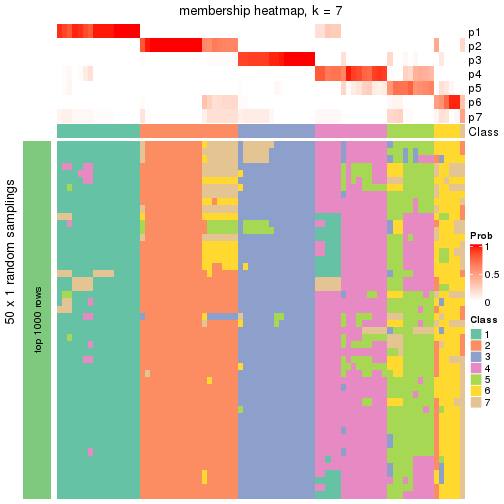 membership heatmap, k = 7
p1
p2
p3
p4
p5
p6
p7
Class
50 x 1 random samplings
top 1000 rows
Prob
1
0.5
0
Class
1
2
3
4
5
6
7